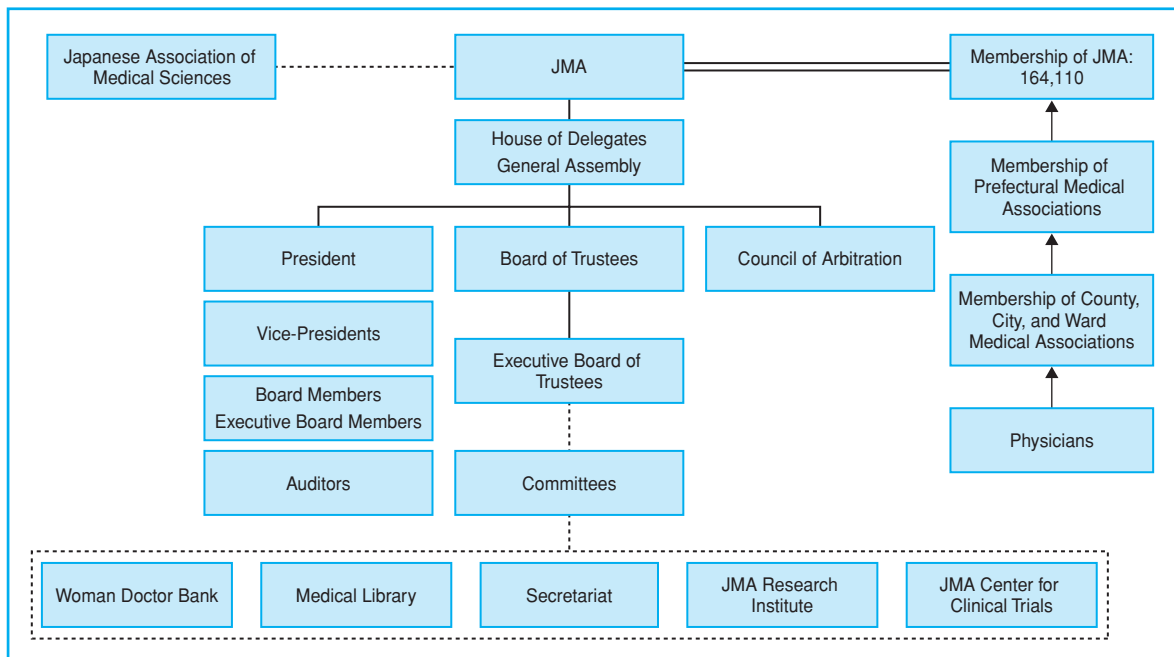 Japanese Association of
Medical Sciences
JMA
Membership of JMA:
164,110
House of Delegates
General Assembly
Membership of
Prefectural Medical
Associations
President
Board of Trustees
Council of Arbitration
Membership of County,
City, and Ward
Medical Associations
Vice-Presidents
Executive Board of
Trustees
Board Members
Executive Board Members
Physicians
Auditors
Committees
Woman Doctor Bank
Medical Library
Secretariat
JMA Research
Institute
JMA Center for
Clinical Trials